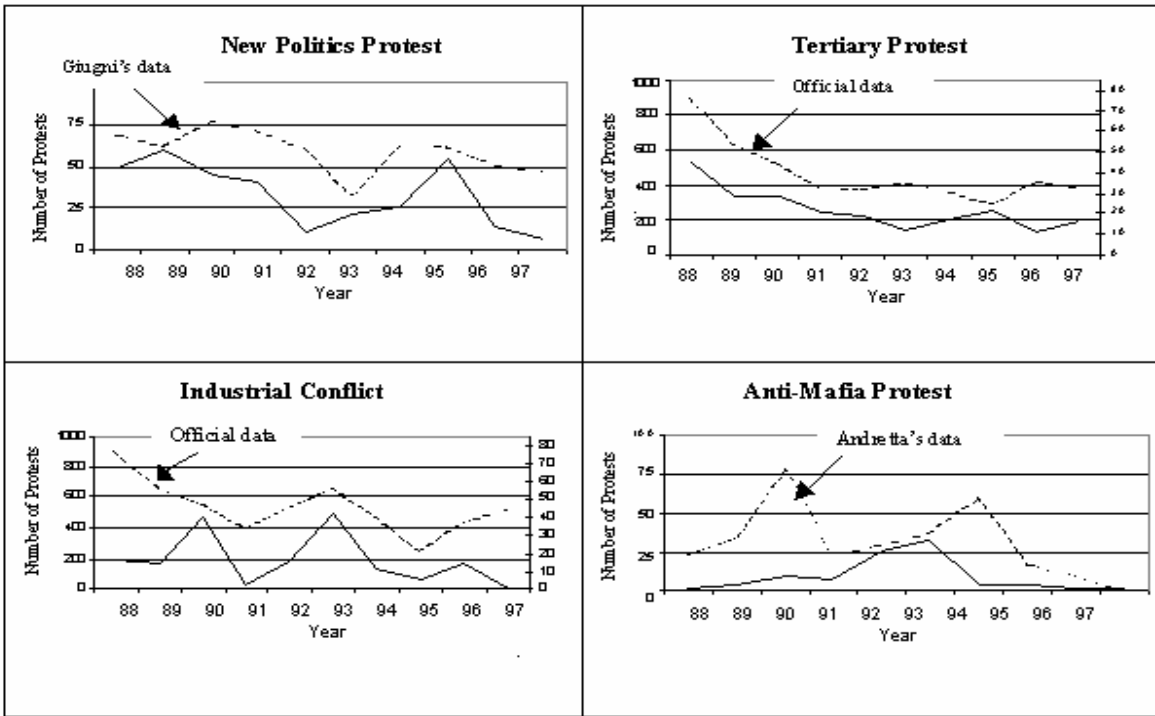 New Politics Protest
Giugni's data
Number of Protests
75
50
25
0
88 89 90 91 92 93 94 95 96 97
Year
Tertiary Protest
Official data
Number of Protests
1000
800
600
400
200
0
88 89 90 91 92 93 94 95 96 97
Year
Industrial Conflict
Official data
Number of Protests
1000
800
600
400
200
0
80
70
60
50
40
30
20
10
0
88 89 90 91 92 93 94 95 96 97
Year
Anti-Mafia Protest
Andretta's data
Number of Protests
75
50
25
0
88 89 90 91 92 93 94 95 96 97
Year